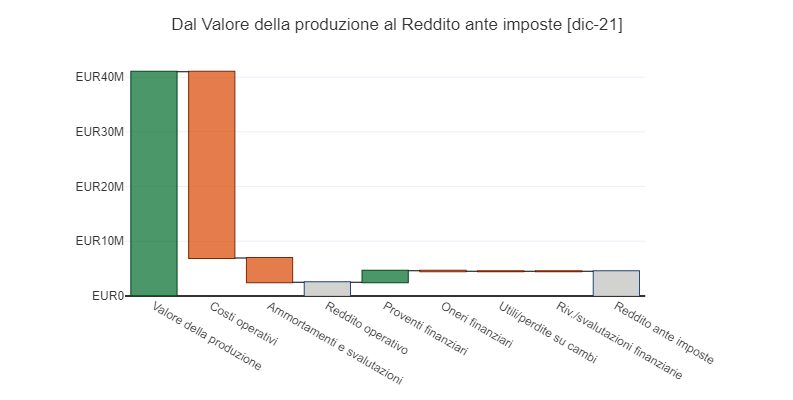 Dal Valore della produzione al Reddito ante imposte [dic-21]
EUR40M
EUR30M
EUR20M
EUR10M
EUR0
Valore della produzione
Costi operativi
Ammortamenti e svalutazioni
Reddito operativo
Proventi finanziari
Oneri finanziari
Utili/perdite su cambi
Riv./svalutazioni finanziarie
Reddito ante imposte